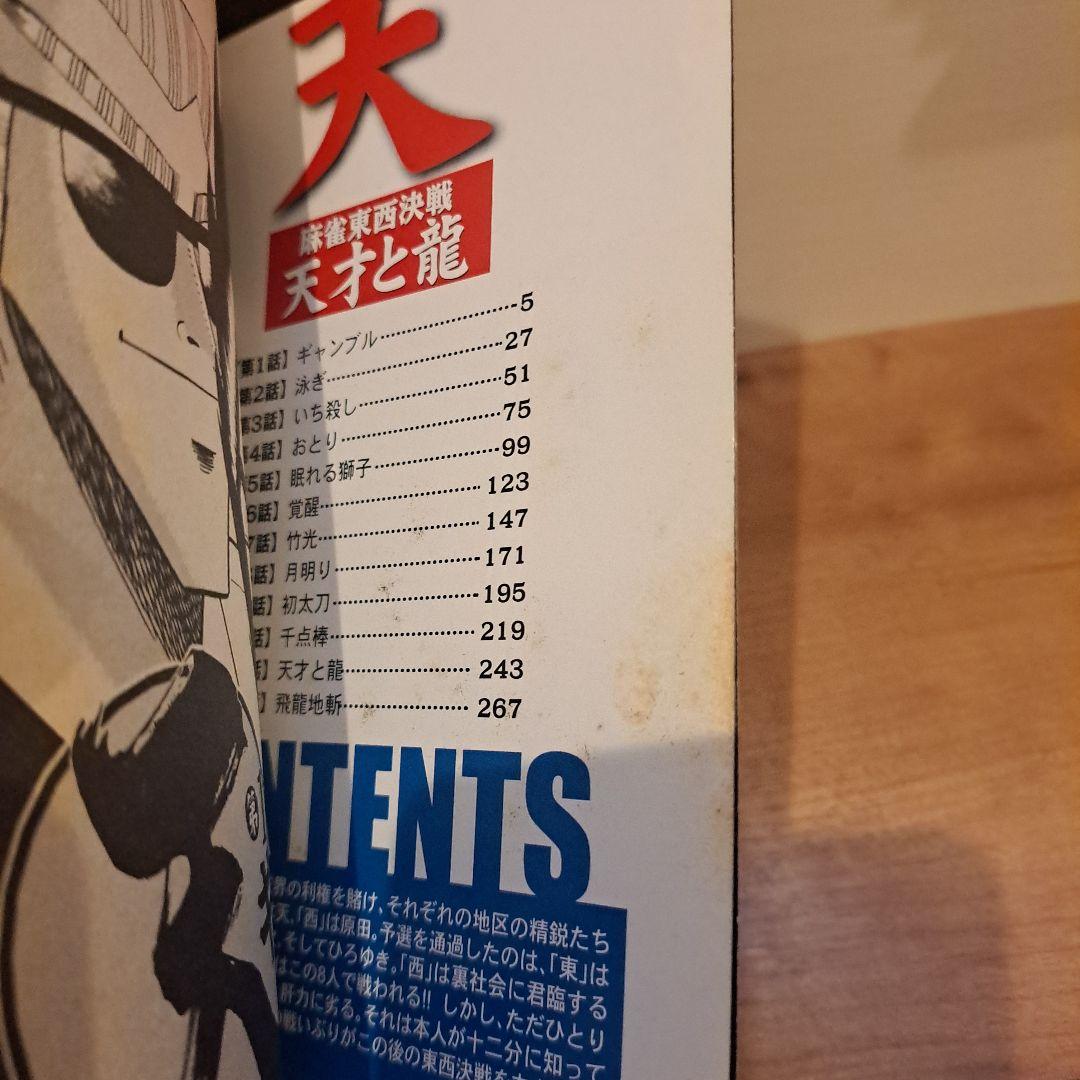 天
麻雀東西決戦
天才と龍
第1話】ギャンブル 5
第2話】泳ぎ 27
第3話】いち殺し 51
第4話】おとり 75
5話】眠れる獅子 99
6話】覚醒 123
7話】竹光 147
話】月明り 171
話】初太刀 195
話】千点棒 219
話】天才と龍 243
】飛龍地斬 267
NTENTS
界の利権を賭け、それぞれの地区の精鋭たち
天、「西」は原田。予選を通過したのは、「東」は
、そしてひろゆき。「西」は裏社会に君臨する
はこの8人で戦われる!! しかし、ただひとり
肝力に劣る。それは本人が十二分に知って
戦いぶりがこの後の東西決戦を
第